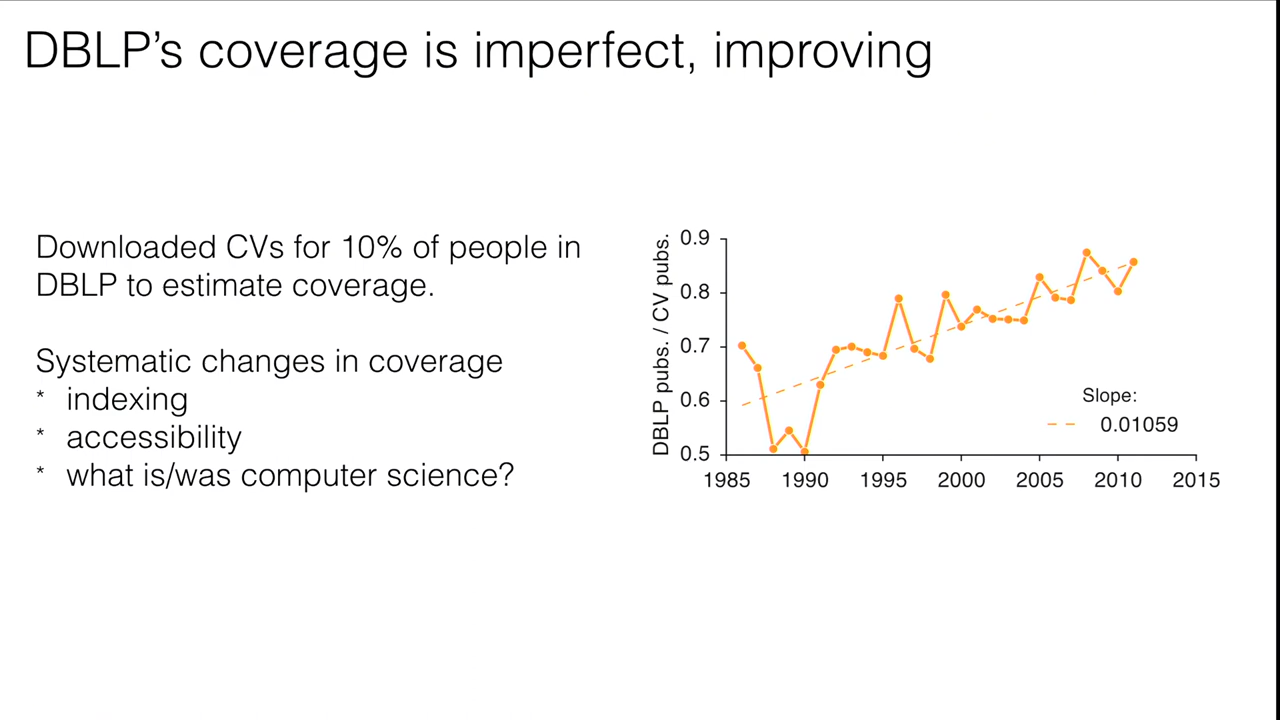 DBLP's coverage is imperfect, improving
Downloaded CVs for 10% of people in
DBLP to estimate coverage.
Systematic changes in coverage
* indexing
* accessibility
* what is/was computer science?
DBLP pubs. / CV pubs.
0.9
0.8
0.7
0.6
0.5
1985 1990 1995 2000 2005 2010 2015
Slope:
0.01059